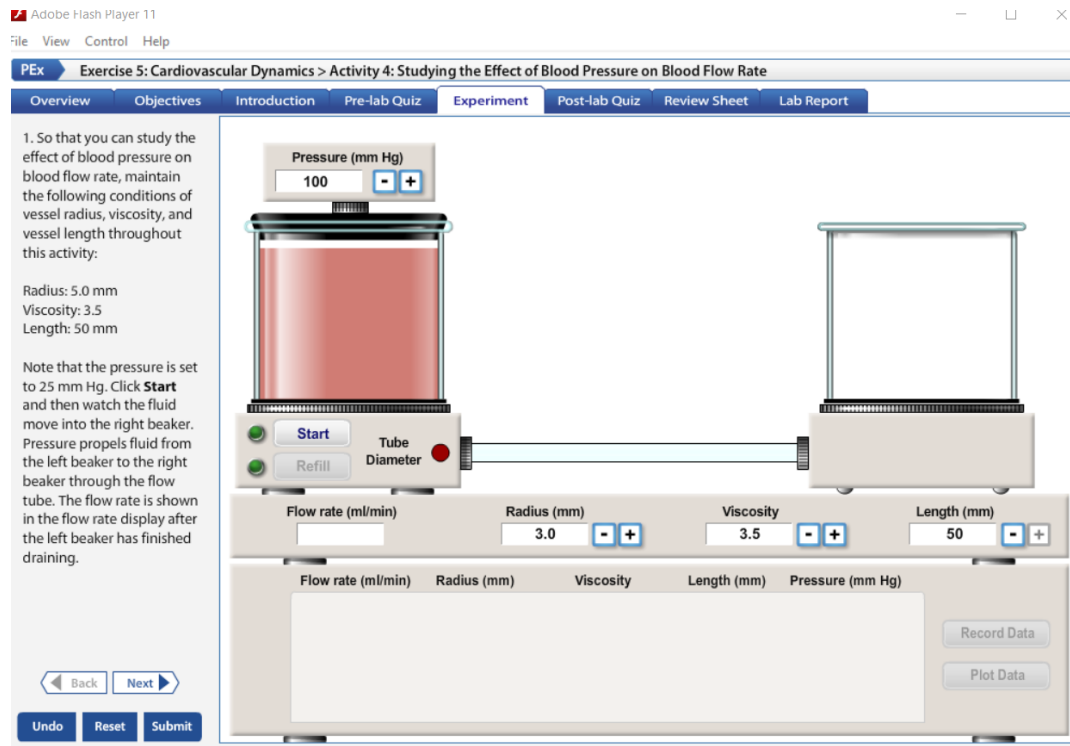 Adobe Flash Player 11
File View Control Help
PEx Exercise 5: Cardiovascular Dynamics > Activity 4: Studying the Effect of Blood Pressure on Blood Flow Rate
Overview Objectives Introduction Pre-lab Quiz Experiment Post-lab Quiz Review Sheet Lab Report
1. So that you can study the
effect of blood pressure on
blood flow rate, maintain
the following conditions of
vessel radius, viscosity, and
vessel length throughout
this activity:
Radius: 5.0 mm
Viscosity: 3.5
Length: 50 mm
Note that the pressure is set
to 25 mm Hg. Click Start
and then watch the fluid
move into the right beaker.
Pressure propels fluid from
the left beaker to the right
beaker through the flow
tube. The flow rate is shown
in the flow rate display after
the left beaker has finished
draining.
Back Next
Undo Reset Submit
Pressure (mm Hg)
100 - +
Start
Refill
Tube
Diameter
Flow rate (ml/min) Radius (mm) Viscosity Length (mm)
3.0 - + 3.5 - + 50 - +
Flow rate (ml/min) Radius (mm) Viscosity Length (mm) Pressure (mm Hg)
Record Data
Plot Data